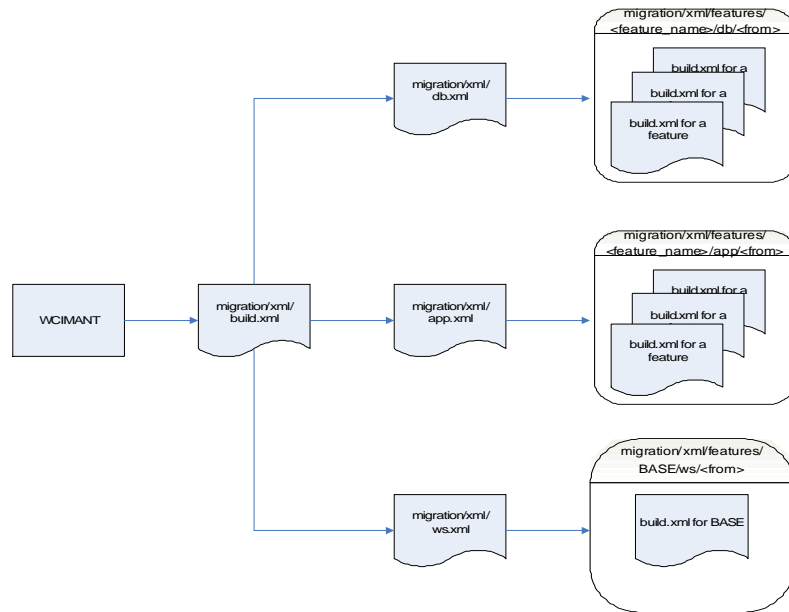 migration/xml/features/
<feature_name>/db/<from>
build.xml for a
build.xml for a
build.xml for a
feature
migration/xml/
db.xml
migration/xml/features/
<feature_name>/app/<from>
build.xml for a
build.xml for a
build.xml for a
feature
WCIMANT
migration/xml/
build.xml
migration/xml/
app.xml
migration/xml/features/
BASE/ws/<from>
build.xml for BASE
migration/xml/
ws.xml